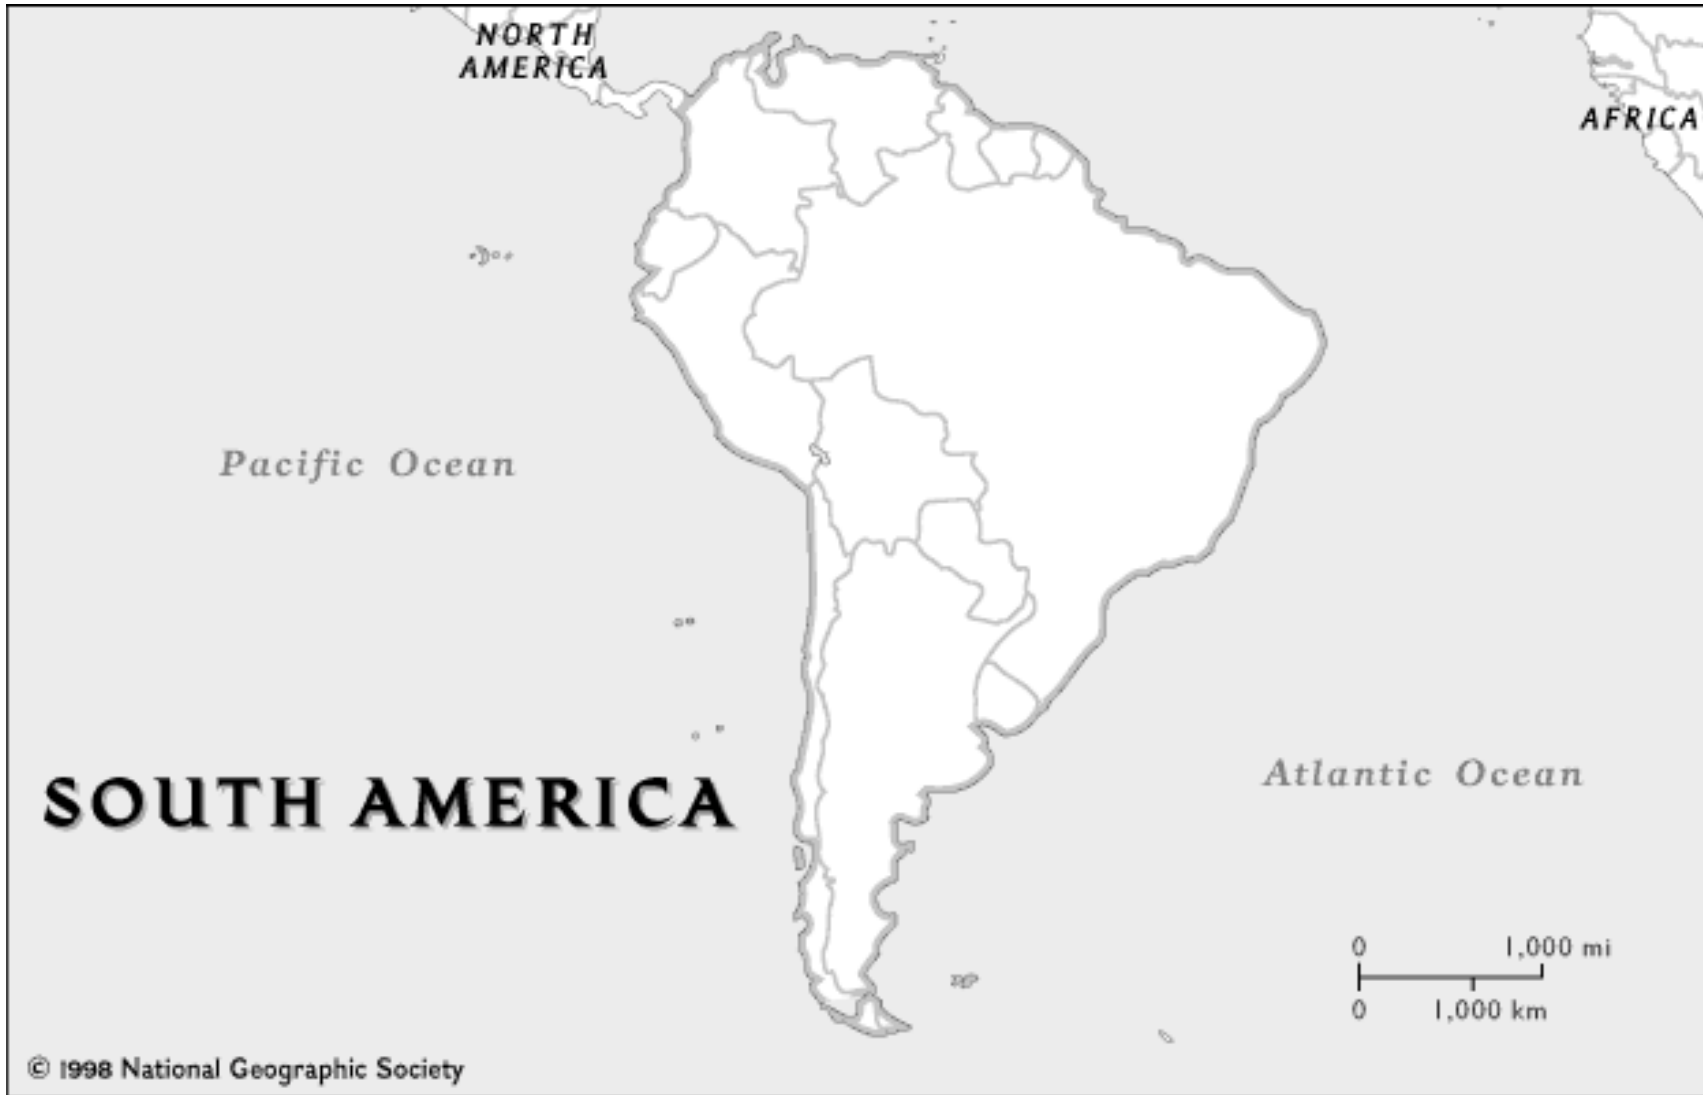 NORTH
AMERICA
AFRICA
Pacific Ocean
SOUTH AMERICA
Atlantic Ocean
0 1,000 mi
0 1,000 km
© 1998 National Geographic Society